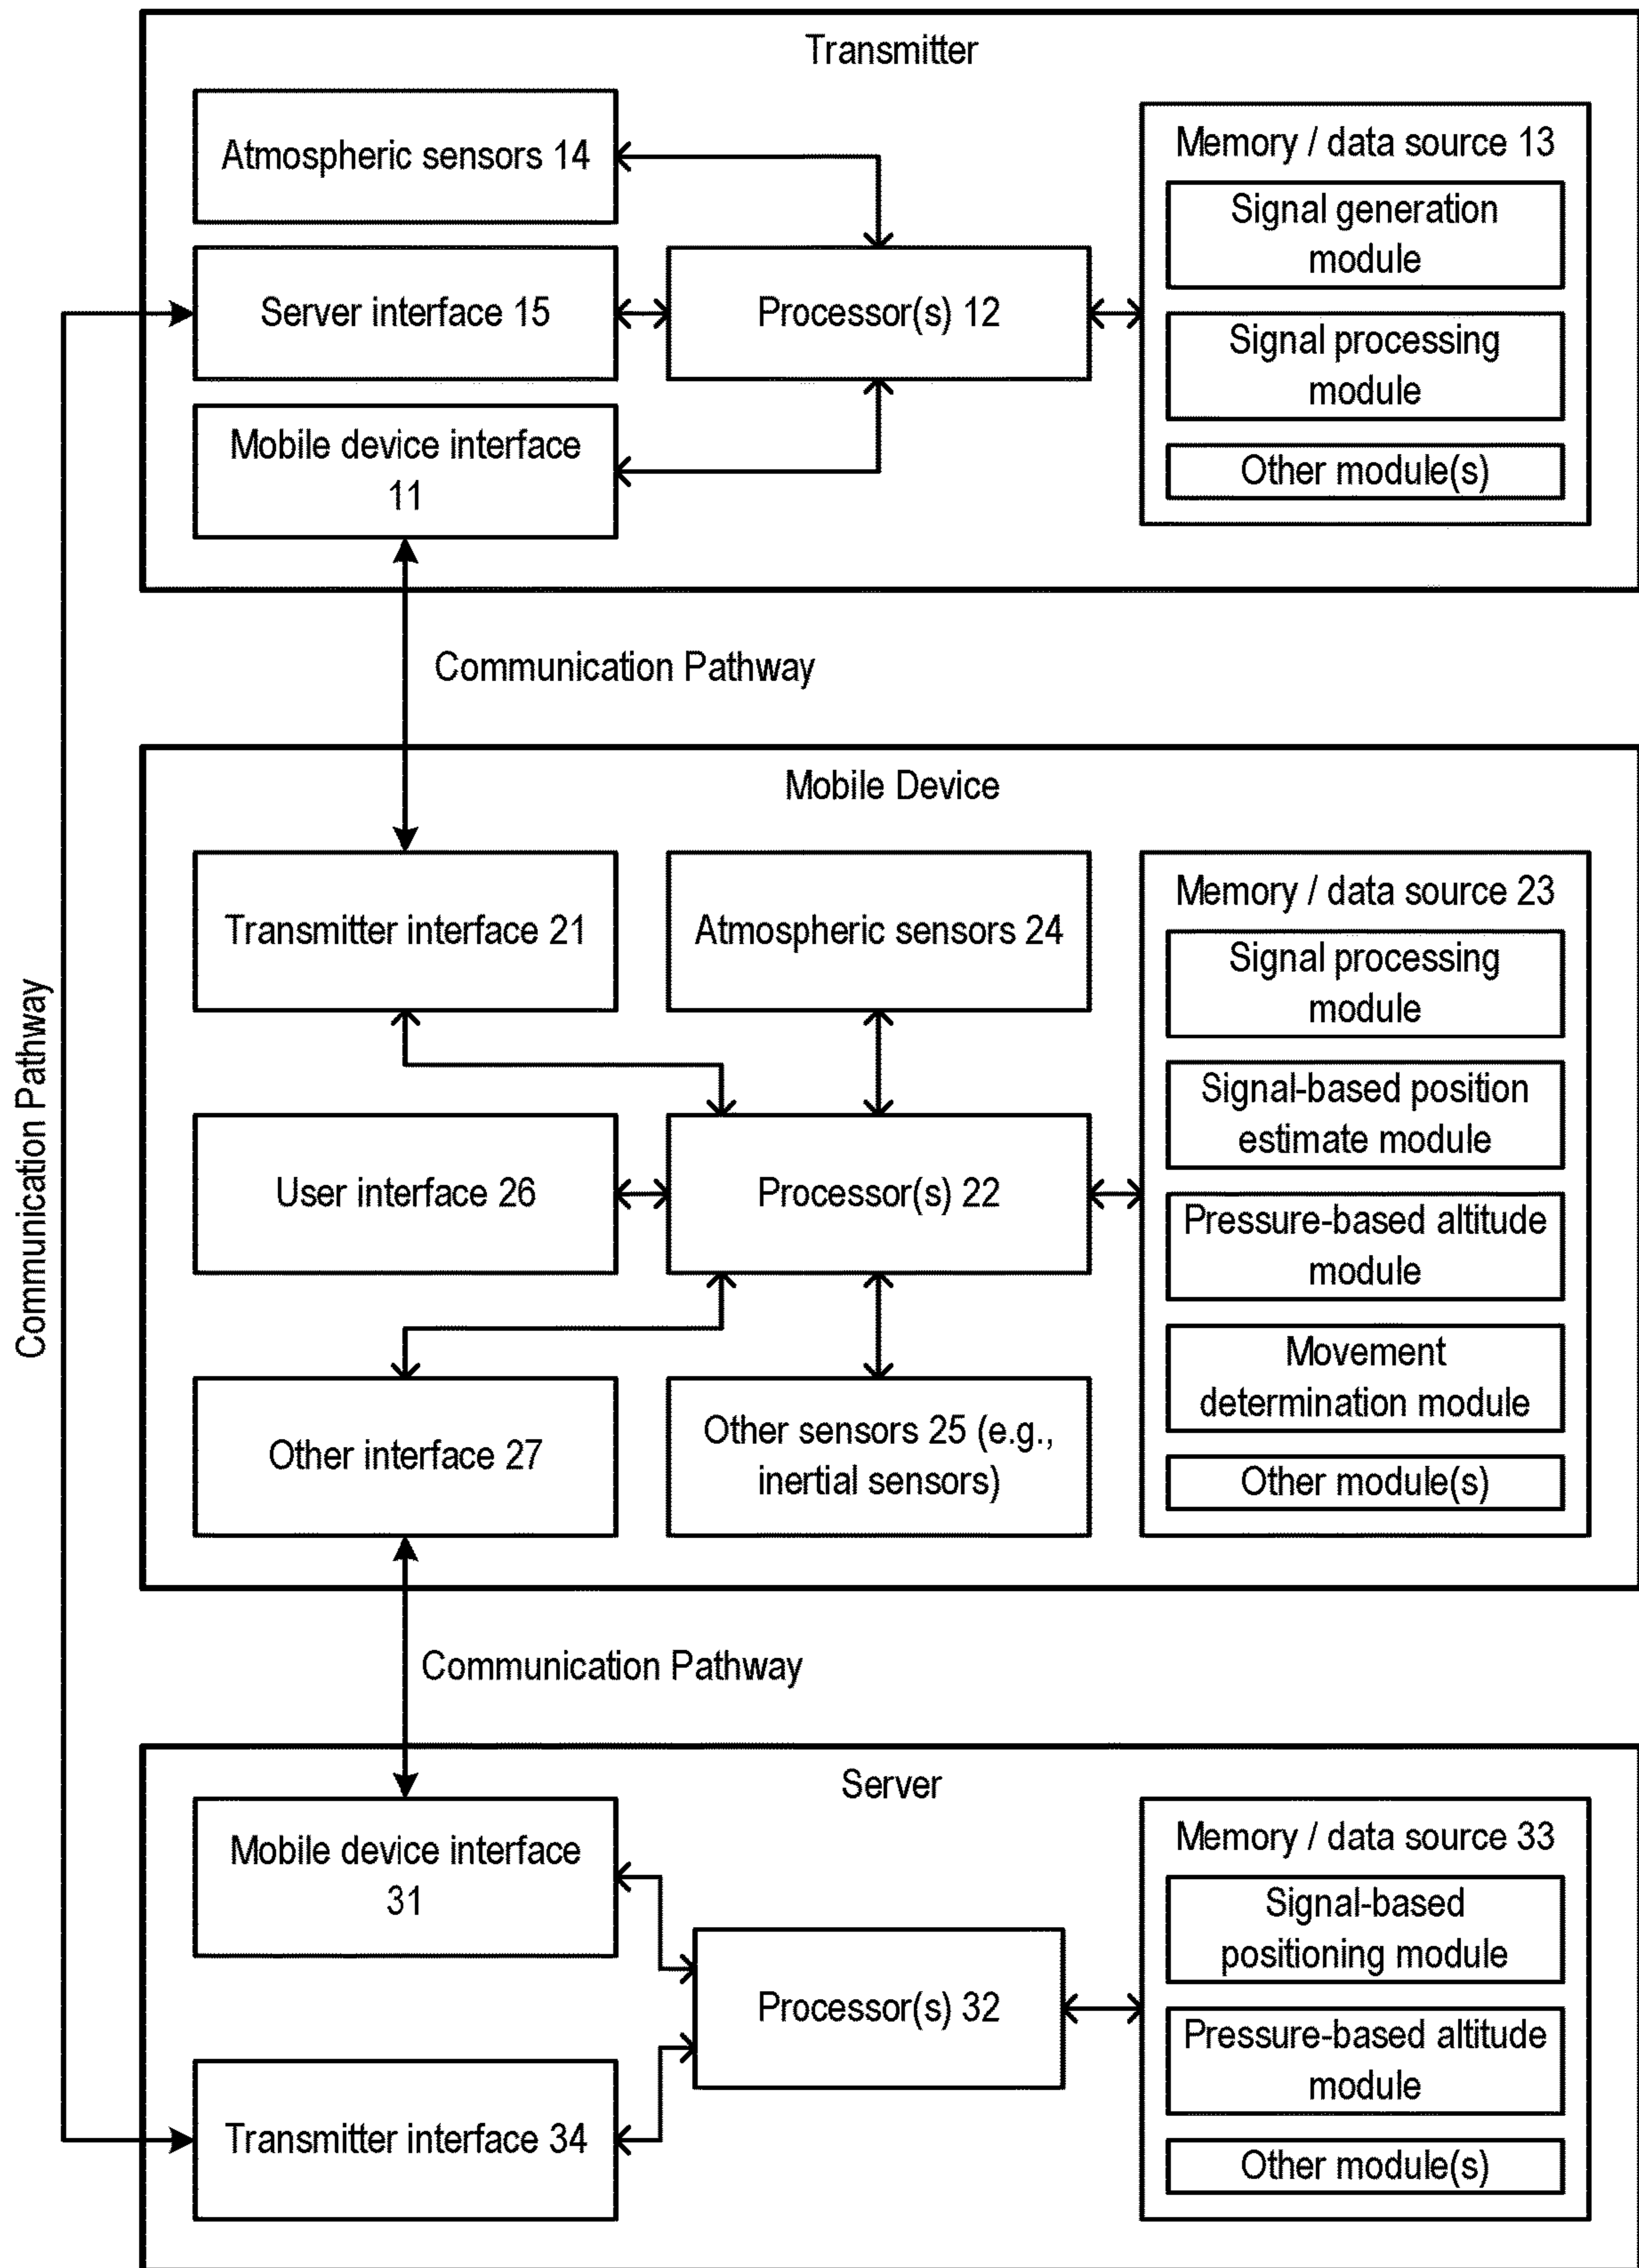 Transmitter
Atmospheric sensors 14
Memory / data source 13
Signal generation
module
Server interface 15
Processor(s) 12
Signal processing
module
Mobile device interface
11
Other module(s)
Communication Pathway
Mobile Device
Transmitter interface 21
Atmospheric sensors 24
Memory / data source 23
Signal processing
module
Signal-based position
estimate module
User interface 26
Processor(s) 22
Pressure-based altitude
module
Movement
determination module
Other interface 27
Other sensors 25 (e.g.,
inertial sensors)
Other module(s)
Communication Pathway
Communication Pathway
Server
Mobile device interface
31
Memory / data source 33
Signal-based
positioning module
Processor(s) 32
Pressure-based altitude
module
Transmitter interface 34
Other module(s)